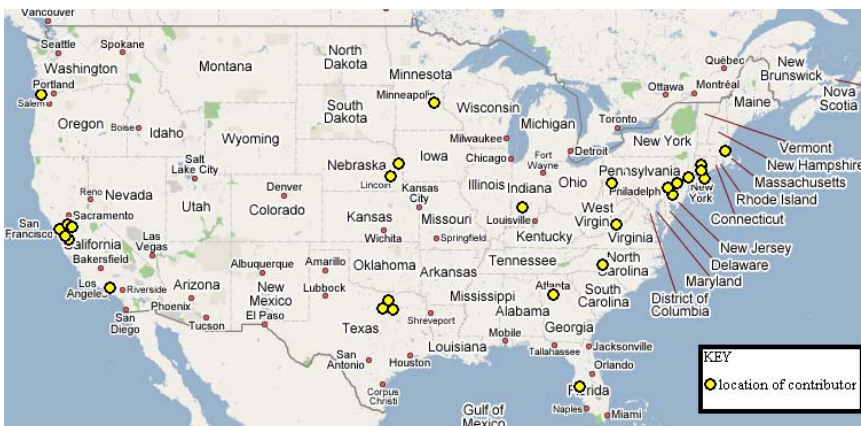 Vancouver
Seattle
Spokane
Washington
Portland
Salem
Oregon
Boise
Idaho
Montana
North
Dakota
South
Dakota
Wyoming
Minnesota
Minneapolis
Wisconsin
Michigan
Milwaukee
Chicago
Detroit
Toronto
Ottawa
Montréal
Québec
New
Brunswick
Nova
Scotia
Maine
New York
Vermont
New Hampshire
Massachusetts
Rhode Island
Connecticut
New Jersey
Delaware
Maryland
District of
Columbia
Pennsylvania
Philadelph
New
York
Nebraska
Lincoln
Iowa
Illinois
Indiana
Fort
Wayne
Ohio
Reno
Nevada
Salt
Lake City
Utah
Denver
Colorado
Kansas
Kansas
City
Missouri
Wichita
Springfield
Louisville
Kentucky
West
Virgin
Virginia
Sacramento
San
Francisco
California
Bakersfield
Las
Vegas
Los
Angeles
Riverside
San
Diego
Arizona
Phoenix
Tucson
Albuquerque
New
Mexico
El Paso
Amarillo
Lubbock
Oklahoma
Arkansas
Tennessee
North
Carolina
South
Carolina
Atlanta
Georgia
Alabama
Mississippi
Shreveport
Texas
Louisiana
Mobile
Tallahassee
Jacksonville
Orlando
Florida
Naples
Miami
San
Antonio
Houston
Corpus
Christi
Gulf of
Mexico
KEY
location of contributor